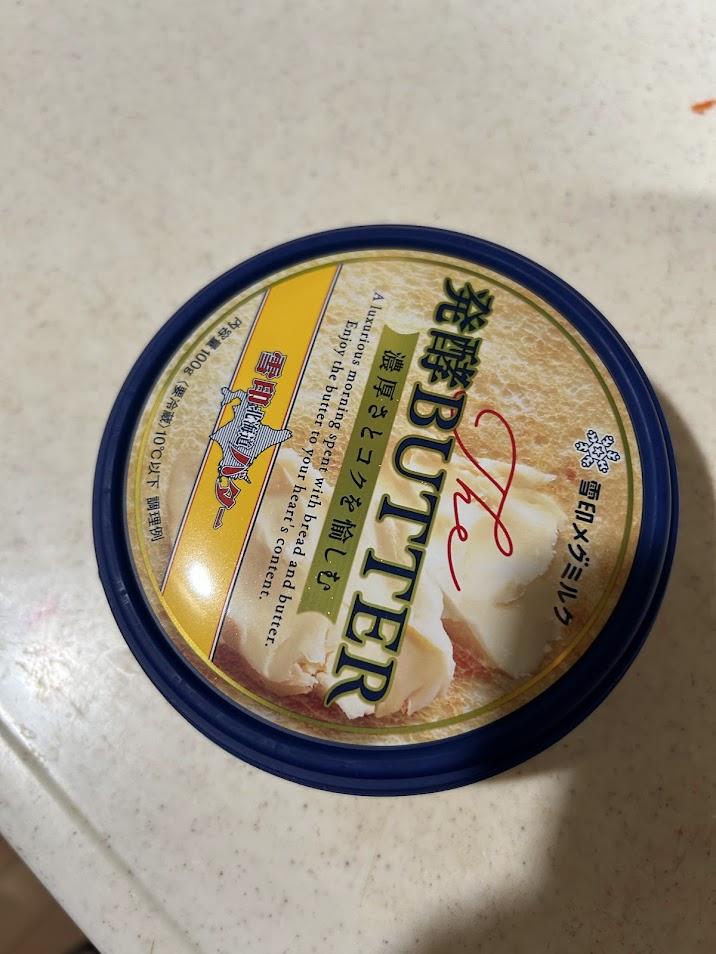 雪印メグミルク
The
発酵BUTTER
濃厚さとコクを愉しむ
A luxurious morning spent with bread and butter.
Enjoy the butter to your heart's content.
雪印北海道バター
内容量100g（要冷蔵）10℃以下 調理例